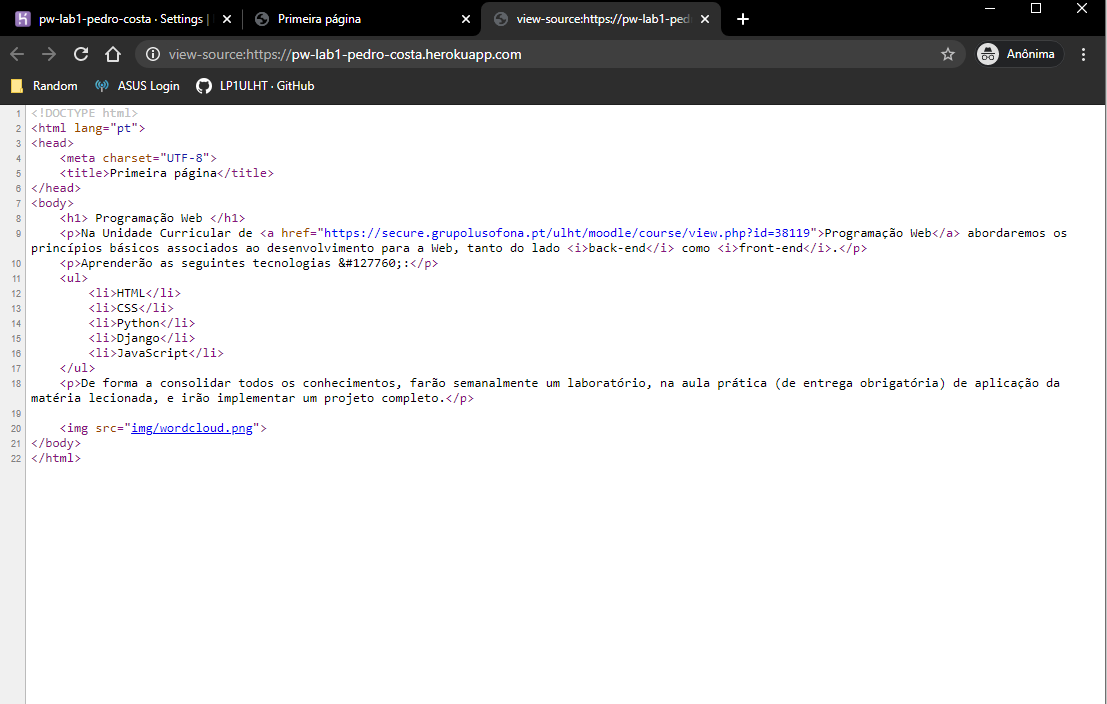 pw-lab1-pedro-costa · Settings |
Primeira página
view-source:https://pw-lab1-ped
view-source:https://pw-lab1-pedro-costa.herokuapp.com
Anônima
Random
ASUS Login
LP1ULHT · GitHub
1 <!DOCTYPE html>
2 <html lang="pt">
3 <head>
4 <meta charset="UTF-8">
5 <title>Primeira página</title>
6 </head>
7 <body>
8 <h1> Programação Web </h1>
9 <p>Na Unidade Curricular de <a href="https://secure.grupolusofona.pt/ulht/moodle/course/view.php?id=38119">Programação Web</a> abordaremos os
princípios básicos associados ao desenvolvimento para a Web, tanto do lado <i>back-end</i> como <i>front-end</i>.</p>
10 <p>Aprenderão as seguintes tecnologias &#127760;:</p>
11 <ul>
12 <li>HTML</li>
13 <li>CSS</li>
14 <li>Python</li>
15 <li>Django</li>
16 <li>JavaScript</li>
17 </ul>
18 <p>De forma a consolidar todos os conhecimentos, farão semanalmente um laboratório, na aula prática (de entrega obrigatória) de aplicação da
matéria lecionada, e irão implementar um projeto completo.</p>
19
20 <img src="img/wordcloud.png">
21 </body>
22 </html>